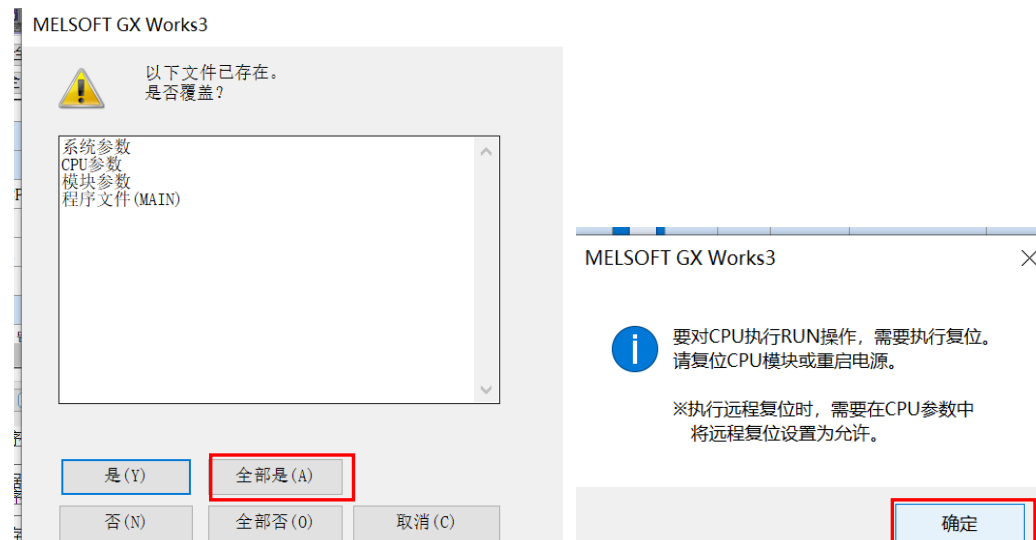 MELSOFT GX Works3
以下文件已存在。
是否覆盖?
系统参数
CPU参数
模块参数
程序文件(MAIN)
是(Y)
全部是(A)
否(N)
全部否(O)
取消(C)
MELSOFT GX Works3
要对CPU执行RUN操作，需要执行复位。
请复位CPU模块或重启电源。
※执行远程复位时，需要在CPU参数中
将远程复位设置为允许。
确定